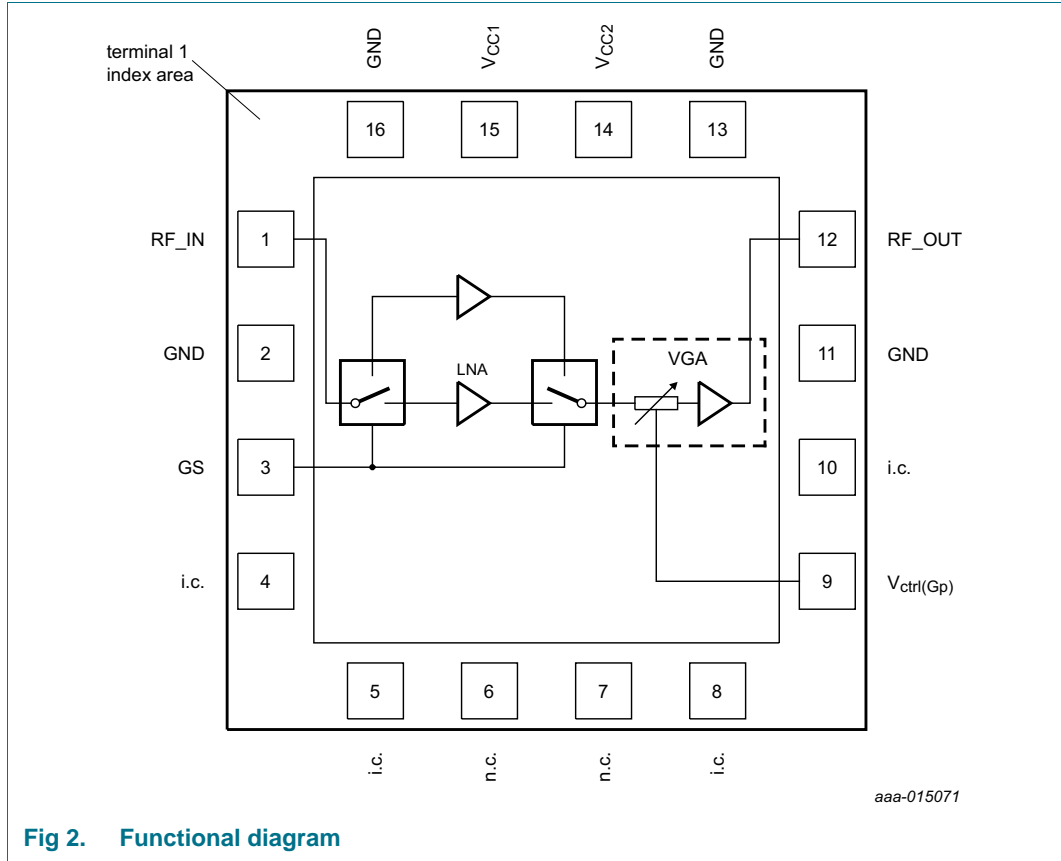 terminal 1
index area
GND
VCC1
VCC2
GND
16
15
14
13
RF_IN
1
12
RF_OUT
GND
2
11
GND
LNA
VGA
GS
3
10
i.c.
i.c.
4
9
Vctrl(Gp)
5
6
7
8
i.c.
n.c.
n.c.
i.c.
aaa-015071
Fig 2. Functional diagram